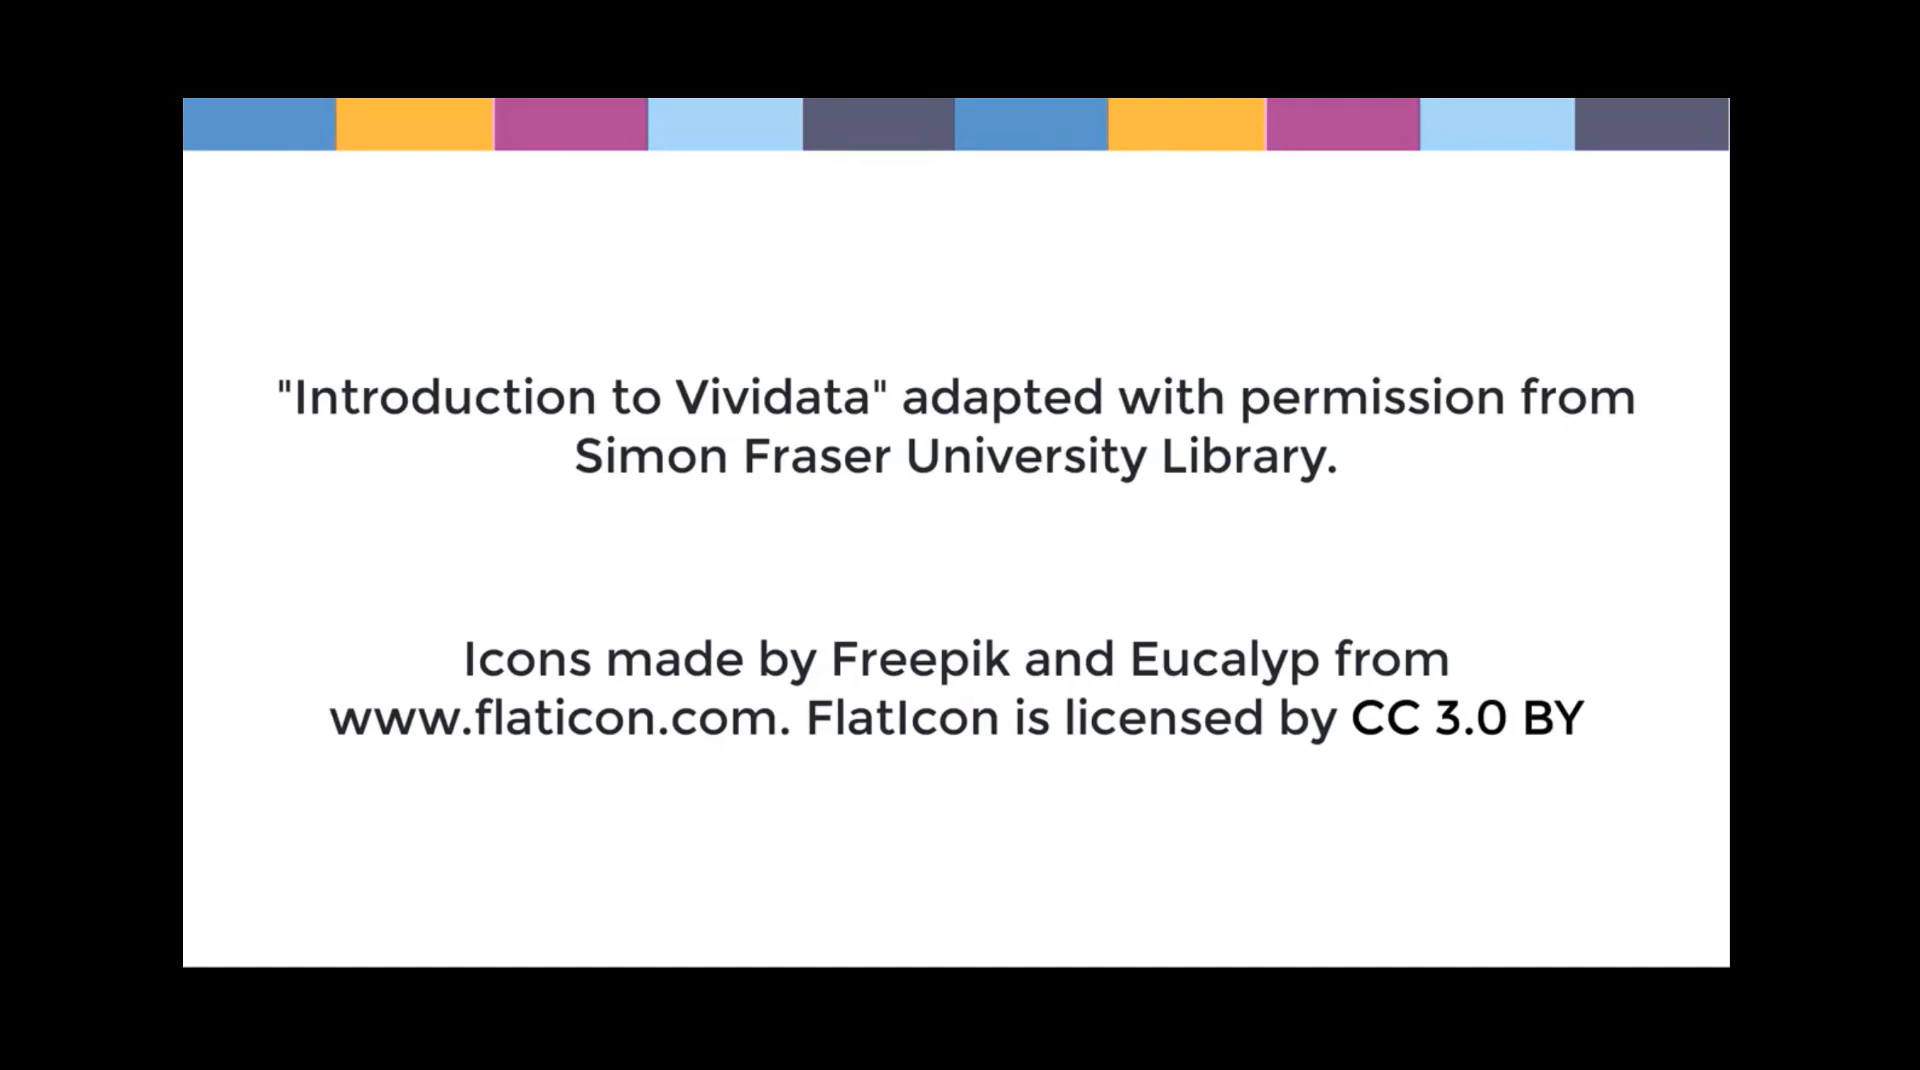 "Introduction to Vividata" adapted with permission from
Simon Fraser University Library.
Icons made by Freepik and Eucalyp from
www.flaticon.com. FlatIcon is licensed by CC 3.0 BY